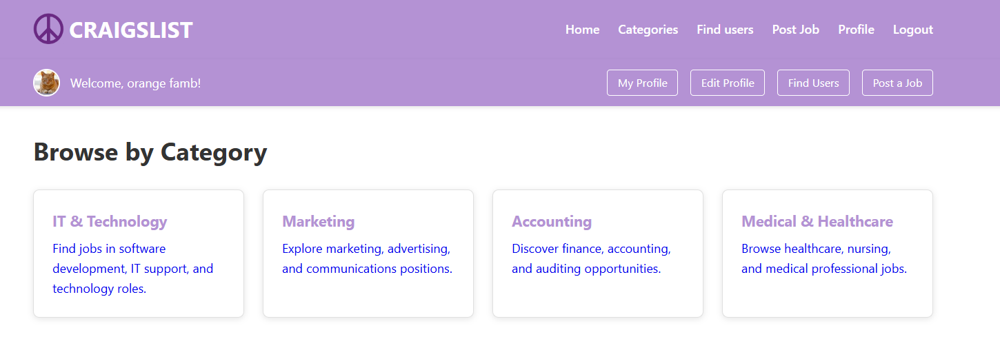 CRAIGSLIST
Home Categories Find users Post Job Profile Logout
Welcome, orange famb!
My Profile Edit Profile Find Users Post a Job
Browse by Category
IT & Technology
Find jobs in software
development, IT support, and
technology roles.
Marketing
Explore marketing, advertising,
and communications positions.
Accounting
Discover finance, accounting,
and auditing opportunities.
Medical & Healthcare
Browse healthcare, nursing,
and medical professional jobs.